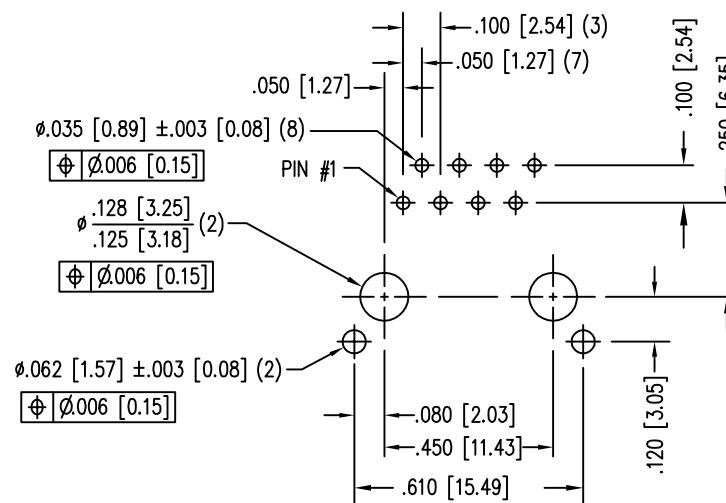 .100 [2.54] (3)
.050 [1.27] (7)
.050 [1.27]
.100 [2.54]
.250 [6.35]
ø.035 [0.89] ±.003 [0.08] (8)
⌖ Ø.006 [0.15]
PIN #1
ø .128 [3.25] (2)
.125 [3.18]
⌖ Ø.006 [0.15]
ø.062 [1.57] ±.003 [0.08] (2)
⌖ Ø.006 [0.15]
.080 [2.03]
.450 [11.43]
.610 [15.49]
.120 [3.05]